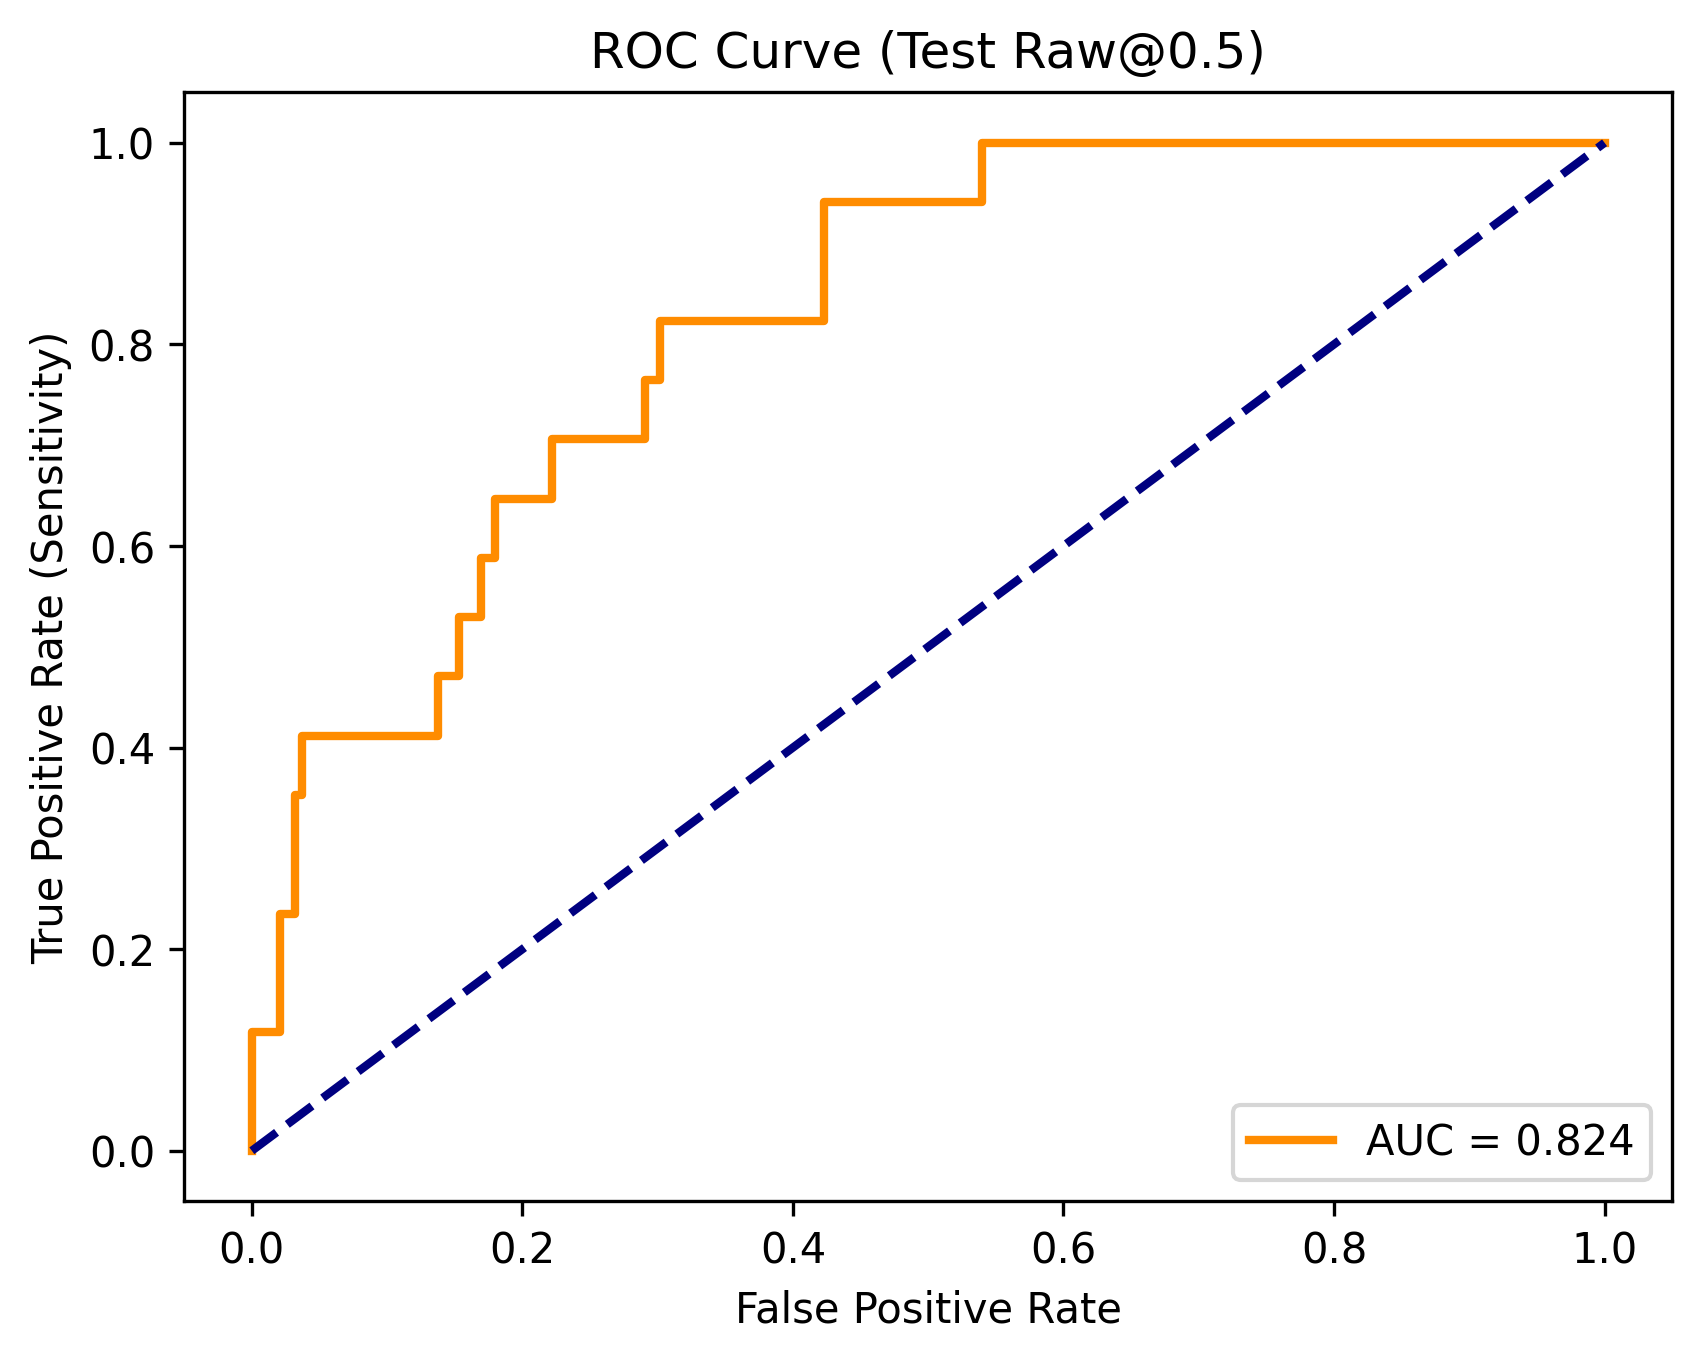 ROC Curve (Test Raw@0.5)
True Positive Rate (Sensitivity)
1.0
0.8
0.6
0.4
0.2
0.0
AUC = 0.824
0.0 0.2 0.4 0.6 0.8 1.0
False Positive Rate